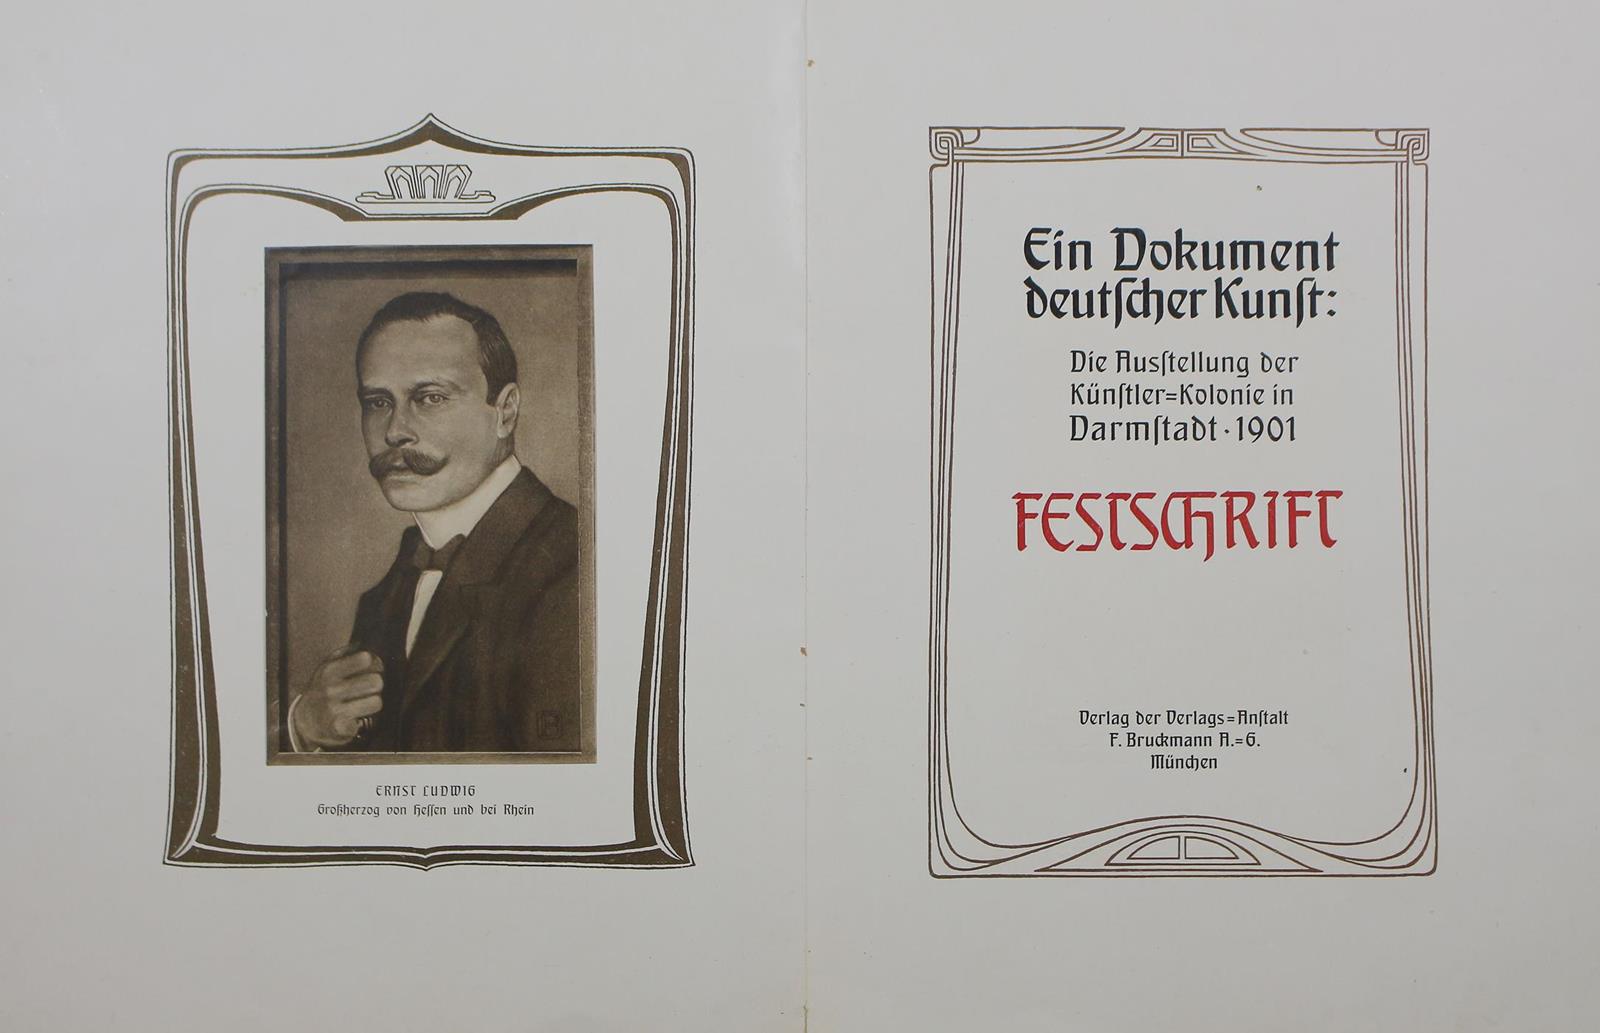 ERNST LUDWIG
Großherzog von Heſſen und bei Rhein
Ein Dokument
deutſcher Kunſt:
Die Ausſtellung der
Künſtler=Kolonie in
Darmſtadt · 1901
FESTSCHRIFT
Verlag der Verlags=Anſtalt
F. Bruckmann A.=G.
München